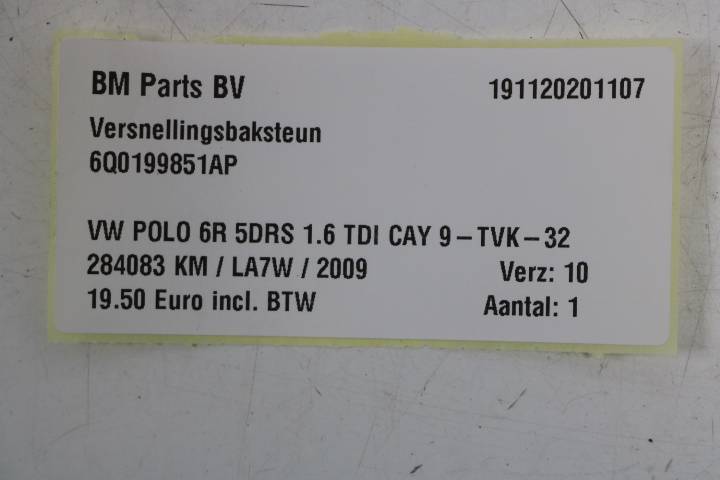 BM Parts BV 191120201107
Versnellingsbaksteun
6Q0199851AP
VW POLO 6R 5DRS 1.6 TDI CAY 9-TVK-32
284083 KM / LA7W / 2009 Verz: 10
19.50 Euro incl. BTW Aantal: 1